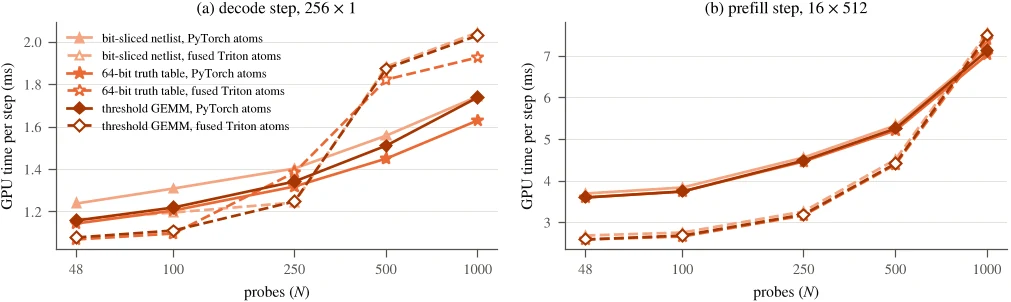 (a) decode step, 256 × 1
GPU time per step (ms)
2.0
1.8
1.6
1.4
1.2
bit-sliced netlist, PyTorch atoms
bit-sliced netlist, fused Triton atoms
64-bit truth table, PyTorch atoms
64-bit truth table, fused Triton atoms
threshold GEMM, PyTorch atoms
threshold GEMM, fused Triton atoms
48 100 250 500 1000
probes (N)
(b) prefill step, 16 × 512
GPU time per step (ms)
7
6
5
4
3
48 100 250 500 1000
probes (N)